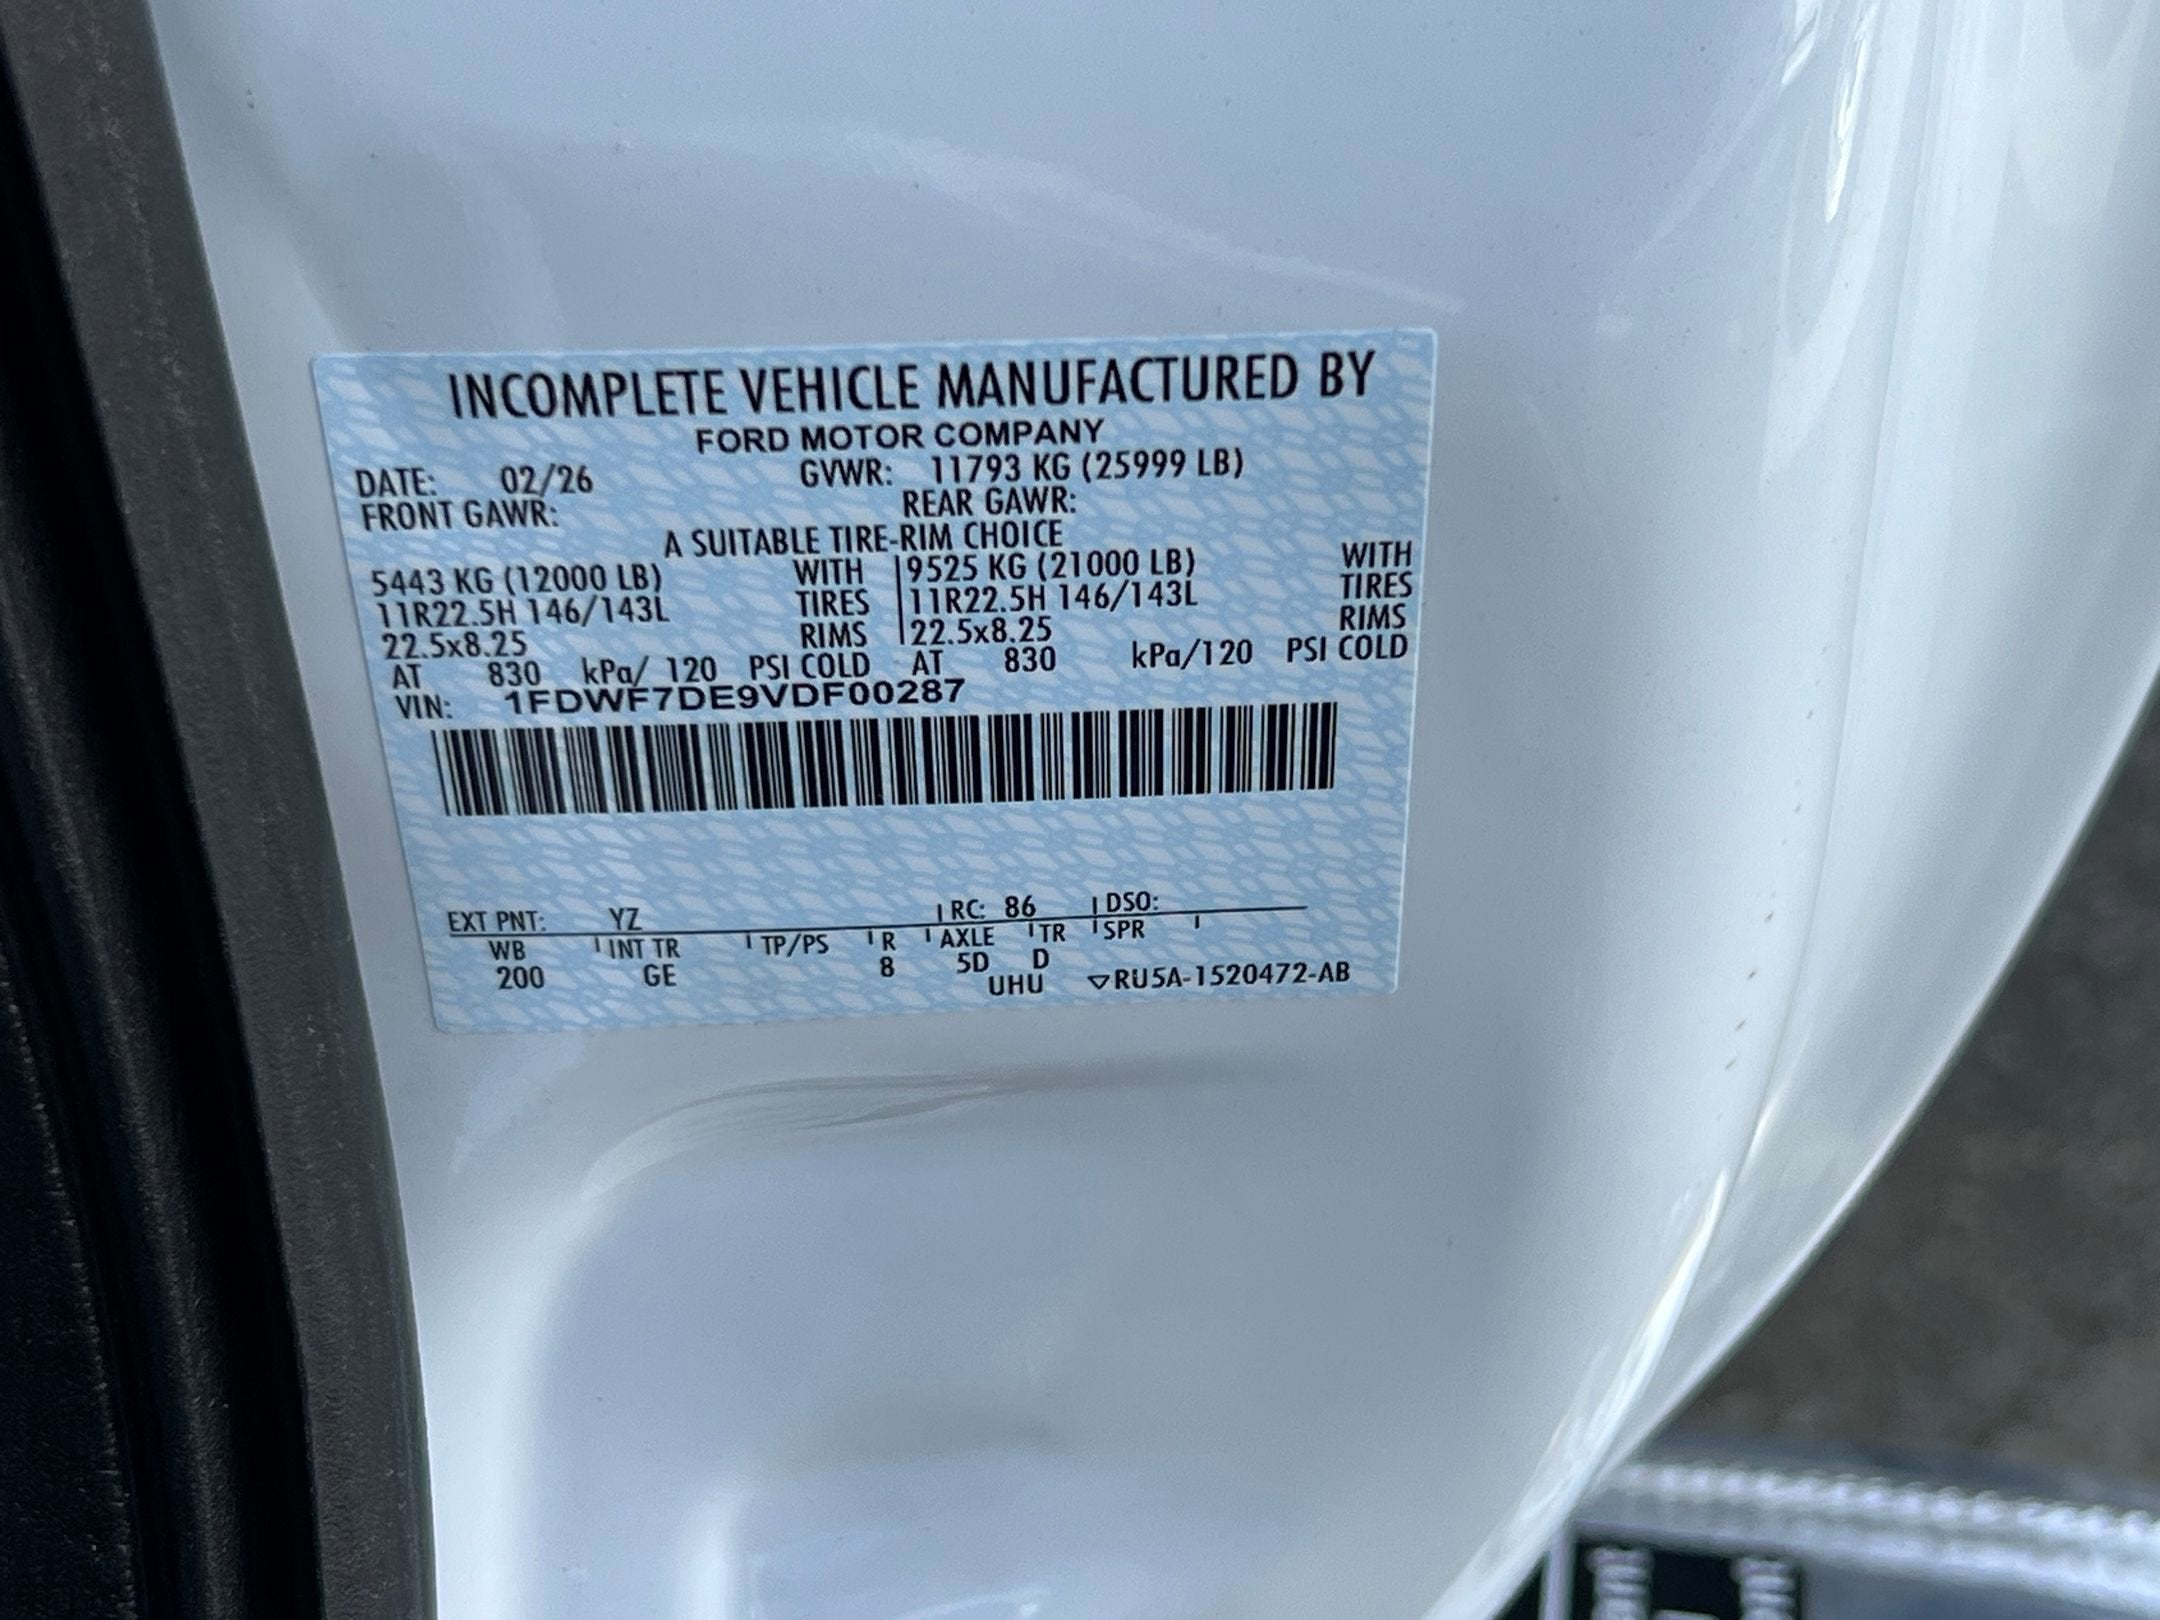 INCOMPLETE VEHICLE MANUFACTURED BY
FORD MOTOR COMPANY
DATE: 02/26 GVWR: 11793 KG (25999 LB)
FRONT GAWR: REAR GAWR:
A SUITABLE TIRE-RIM CHOICE
5443 KG (12000 LB) WITH 9525 KG (21000 LB) WITH
11R22.5H 146/143L TIRES 11R22.5H 146/143L TIRES
22.5x8.25 RIMS 22.5x8.25 RIMS
AT 830 kPa/ 120 PSI COLD AT 830 kPa/120 PSI COLD
VIN: 1FDWF7DE9VDF00287
EXT PNT: YZ RC: 86 DSO:
WB INT TR TP/PS R AXLE TR SPR
200 GE 8 5D D
UHU ▽RU5A-1520472-AB